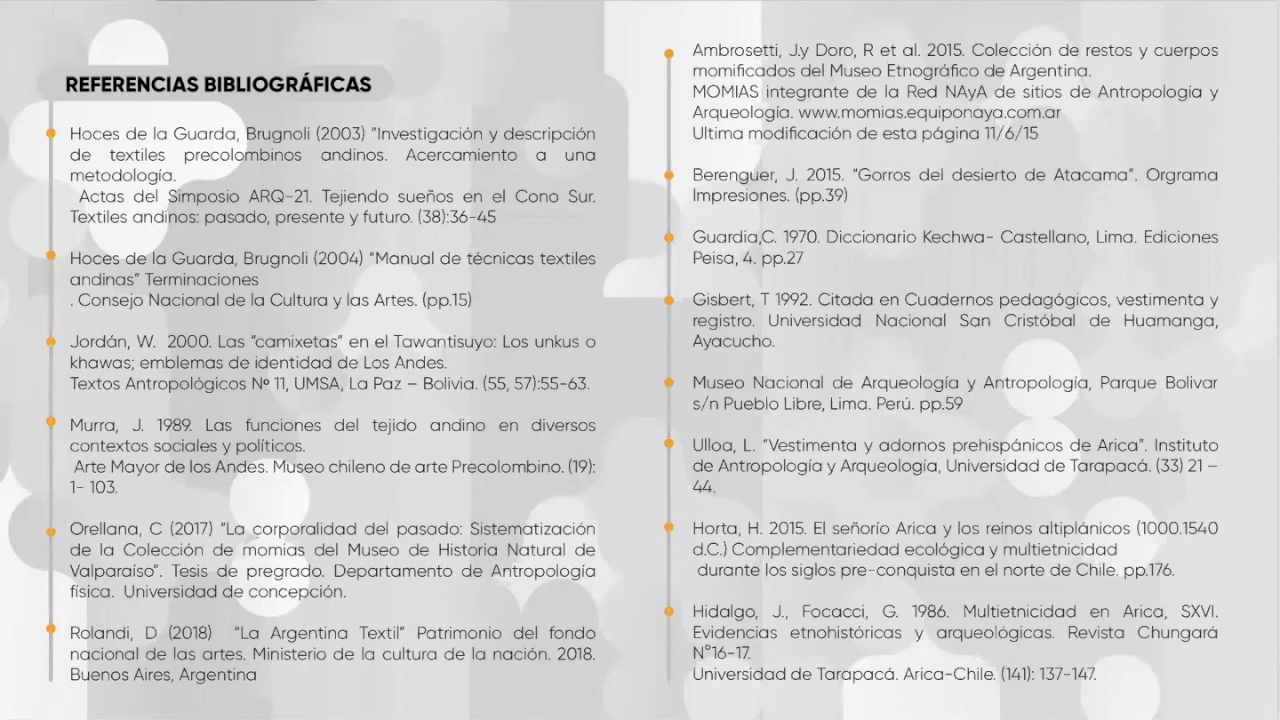 REFERENCIAS BIBLIOGRÁFICAS
Hoces de la Guarda, Brugnoli (2003) "Investigación y descripción
de textiles precolombinos andinos. Acercamiento a una
metodología.
Actas del Simposio ARQ-21. Tejiendo sueños en el Cono Sur.
Textiles andinos: pasado, presente y futuro. (38):36-45
Hoces de la Guarda, Brugnoli (2004) "Manual de técnicas textiles
andinas" Terminaciones
. Consejo Nacional de la Cultura y las Artes. (pp.15)
Jordán, W. 2000. Las "camixetas" en el Tawantisuyo: Los unkus o
khawas; emblemas de identidad de Los Andes.
Textos Antropológicos Nº 11, UMSA, La Paz – Bolivia. (55, 57):55-63.
Murra, J. 1989. Las funciones del tejido andino en diversos
contextos sociales y políticos.
Arte Mayor de los Andes. Museo chileno de arte Precolombino. (19):
1- 103.
Orellana, C (2017) "La corporalidad del pasado: Sistematización
de la Colección de momias del Museo de Historia Natural de
Valparaíso". Tesis de pregrado. Departamento de Antropología
física. Universidad de concepción.
Rolandi, D (2018) "La Argentina Textil" Patrimonio del fondo
nacional de las artes. Ministerio de la cultura de la nación. 2018.
Buenos Aires, Argentina
Ambrosetti, J.y Doro, R et al. 2015. Colección de restos y cuerpos
momificados del Museo Etnográfico de Argentina.
MOMIAS integrante de la Red NAyA de sitios de Antropología y
Arqueología. www.momias.equiponaya.com.ar
Ultima modificación de esta página 11/6/15
Berenguer, J. 2015. "Gorros del desierto de Atacama". Orgrama
Impresiones. (pp.39)
Guardia,C. 1970. Diccionario Kechwa- Castellano, Lima. Ediciones
Peisa, 4. pp.27
Gisbert, T 1992. Citada en Cuadernos pedagógicos, vestimenta y
registro. Universidad Nacional San Cristóbal de Huamanga,
Ayacucho.
Museo Nacional de Arqueología y Antropología, Parque Bolivar
s/n Pueblo Libre, Lima. Perú. pp.59
Ulloa, L. "Vestimenta y adornos prehispánicos de Arica". Instituto
de Antropología y Arqueología, Universidad de Tarapacá. (33) 21 –
44.
Horta, H. 2015. El señorío Arica y los reinos altiplánicos (1000.1540
d.C.) Complementariedad ecológica y multietnicidad
durante los siglos pre-conquista en el norte de Chile. pp.176.
Hidalgo, J., Focacci, G. 1986. Multietnicidad en Arica, SXVI.
Evidencias etnohistóricas y arqueológicas. Revista Chungará
N°16-17.
Universidad de Tarapacá. Arica-Chile. (141): 137-147.